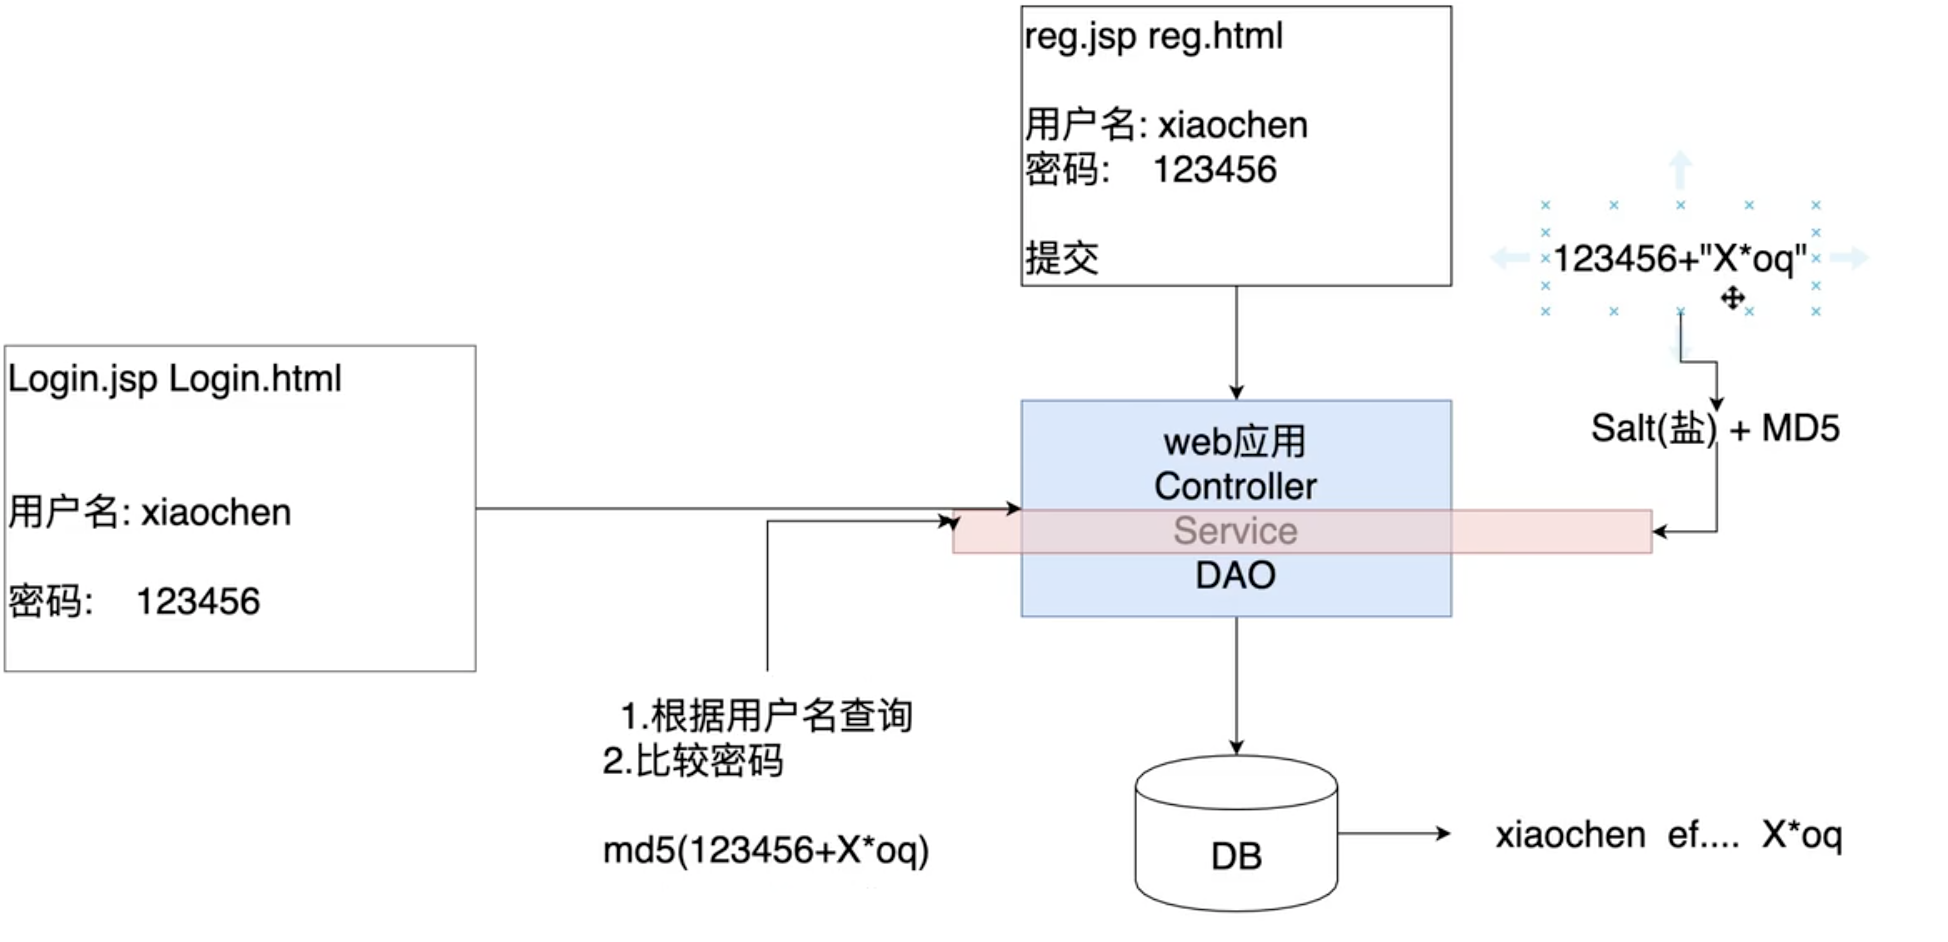 reg.jsp reg.html
用户名: xiaochen
密码: 123456
提交
123456+"X*oq"
Salt(盐) + MD5
Login.jsp Login.html
用户名: xiaochen
密码: 123456
web应用
Controller
Service
DAO
1.根据用户名查询
2.比较密码
md5(123456+X*oq)
DB
xiaochen ef.... X*oq